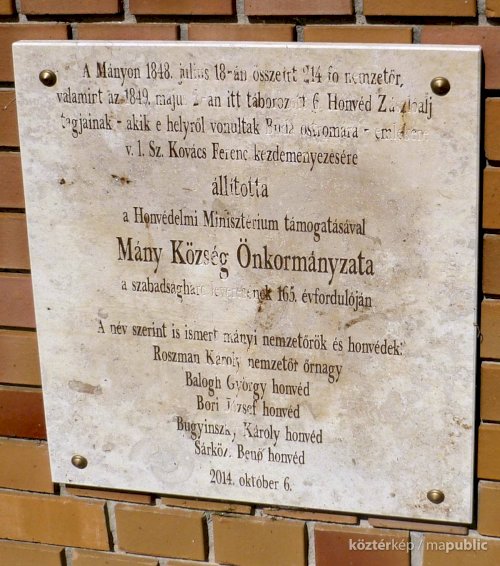 A Mányon 1848. július 18-án összeírt 214 fő nemzetőr,
valamint az 1849. május 2-án itt táborozott 6. Honvéd Zászlóalj
tagjainak - akik e helyről vonultak Buda ostromára - emlékére
v. I. Sz. Kovács Ferenc kezdeményezésére
állította
a Honvédelmi Minisztérium támogatásával
Mány Község Önkormányzata
a szabadságharc leverésének 165. évfordulóján
A név szerint is ismert mányi nemzetőrök és honvédek:
Roszman Károly nemzetőr őrnagy
Balogh György honvéd
Bori József honvéd
Bugyinszky Károly honvéd
Sárközi Benő honvéd
2014. október 6.
köztérkép / mapublic